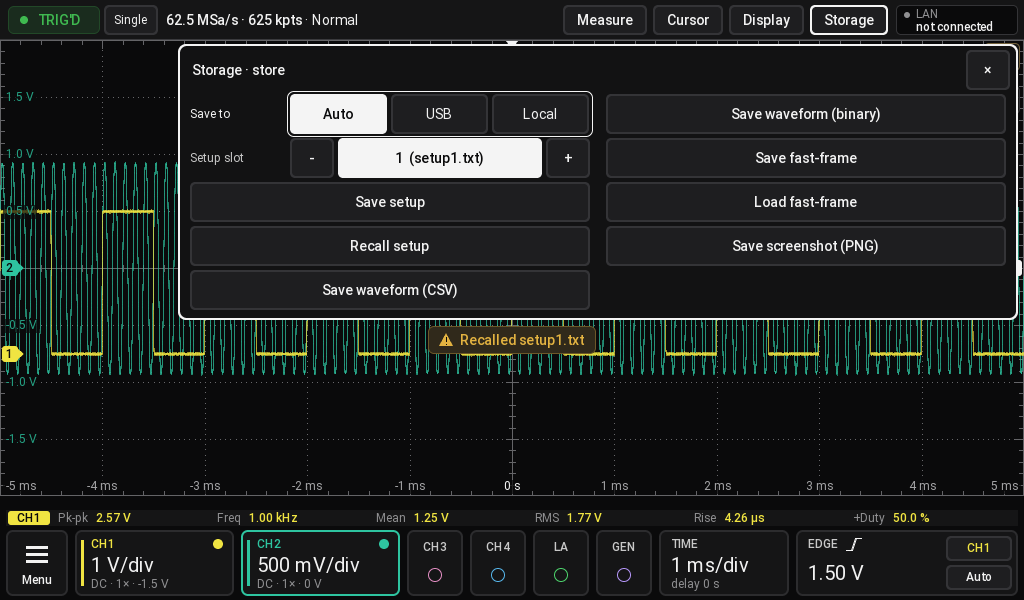 TRIG'D Single 62.5 MSa/s · 625 kpts · Normal Measure Cursor Display Storage LAN
not connected
Storage · store ×
Save to Auto USB Local Save waveform (binary)
Setup slot - 1 (setup1.txt) + Save fast-frame
Save setup Load fast-frame
Recall setup Save screenshot (PNG)
Save waveform (CSV)
1.5 V
1.0 V
0.5 V
2
-0.5 V
Recalled setup1.txt
1
-1.0 V
-1.5 V
-5 ms -4 ms -3 ms -2 ms -1 ms 0 s 1 ms 2 ms 3 ms 4 ms 5 ms
CH1 Pk-pk 2.57 V Freq 1.00 kHz Mean 1.25 V RMS 1.77 V Rise 4.26 µs +Duty 50.0 %
Menu
CH1
1 V/div
DC · 1× · -1.5 V
CH2
500 mV/div
DC · 1× · 0 V
CH3
CH4
LA
GEN
TIME
1 ms/div
delay 0 s
EDGE
1.50 V
CH1
Auto